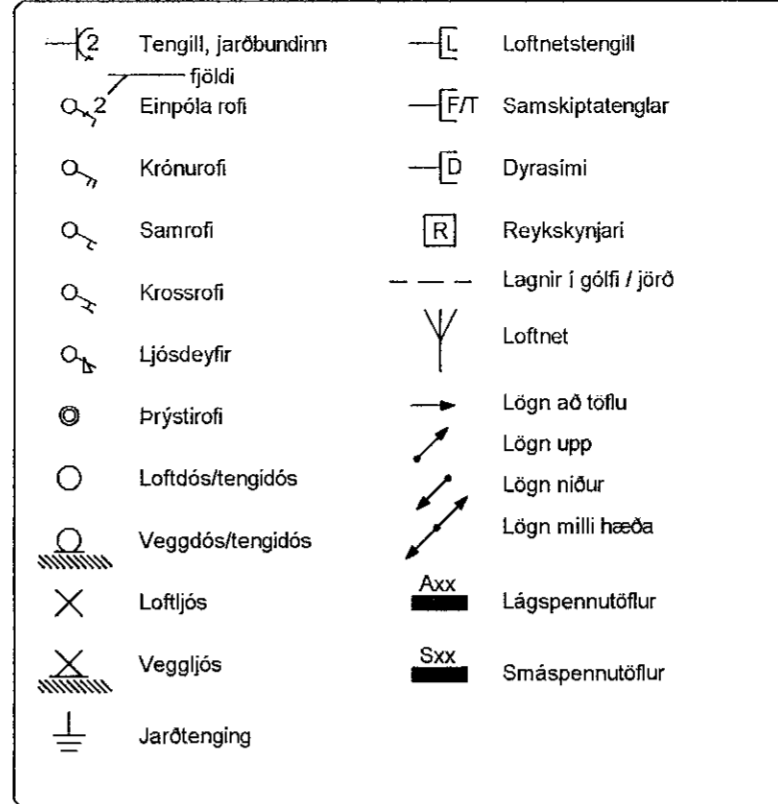 2 Tengill, jarðbundinn
fjöldi
2 Einpóla rofi
Krónurofi
Samrofi
Krossrofi
Ljósdeyfir
Þrýstirofi
Loftdós/tengidós
Veggdós/tengidós
Loftljós
Veggljós
Jarðtenging
L Loftnetstengill
F/T Samskiptatenglar
D Dyrasími
R Reykskynjari
Lagnir í gólfi / jörð
Loftnet
Lögn að töflu
Lögn upp
Lögn niður
Lögn milli hæða
Axx
Lágspennutöflur
Sxx
Smáspennutöflur